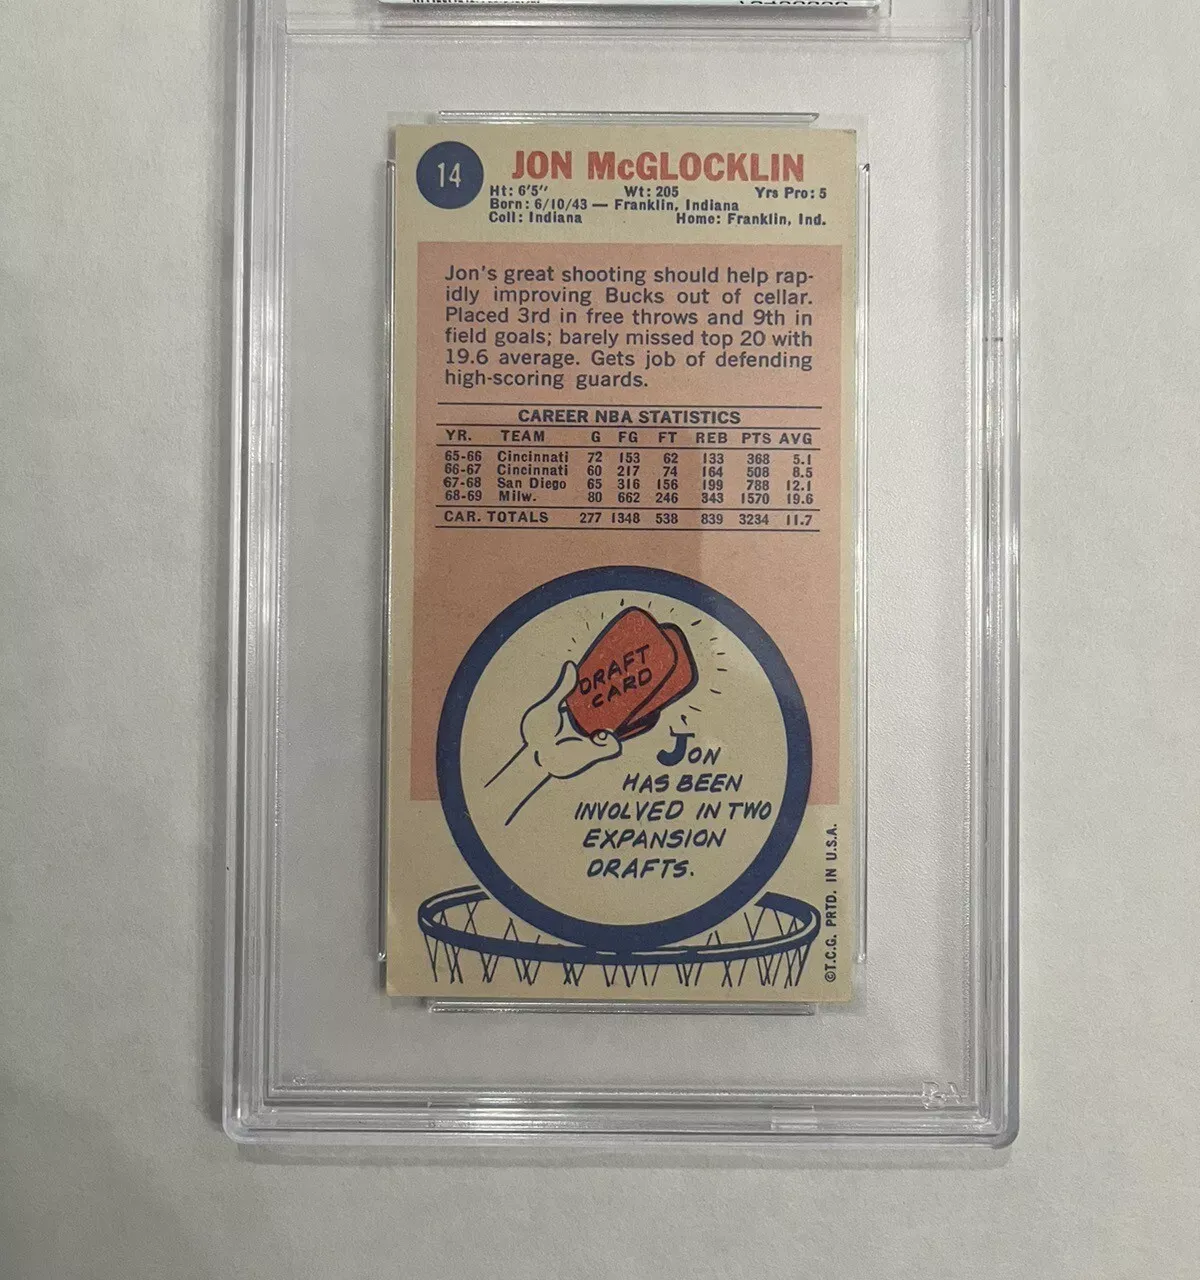 14
JON McGLOCKLIN
Ht: 6'5" Wt: 205 Yrs Pro: 5
Born: 6/10/43 — Franklin, Indiana
Coll: Indiana Home: Franklin, Ind.
Jon's great shooting should help rap-
idly improving Bucks out of cellar.
Placed 3rd in free throws and 9th in
field goals; barely missed top 20 with
19.6 average. Gets job of defending
high-scoring guards.
CAREER NBA STATISTICS
YR. TEAM G FG FT REB PTS AVG
65-66 Cincinnati 72 153 62 133 368 5.1
66-67 Cincinnati 60 217 74 164 508 8.5
67-68 San Diego 65 316 156 199 788 12.1
68-69 Milw. 80 662 246 343 1570 19.6
CAR. TOTALS 277 1348 538 839 3234 11.7
DRAFT
CARD
JON
HAS BEEN
INVOLVED IN TWO
EXPANSION
DRAFTS.
©T.C.G. PRTD. IN U.S.A.